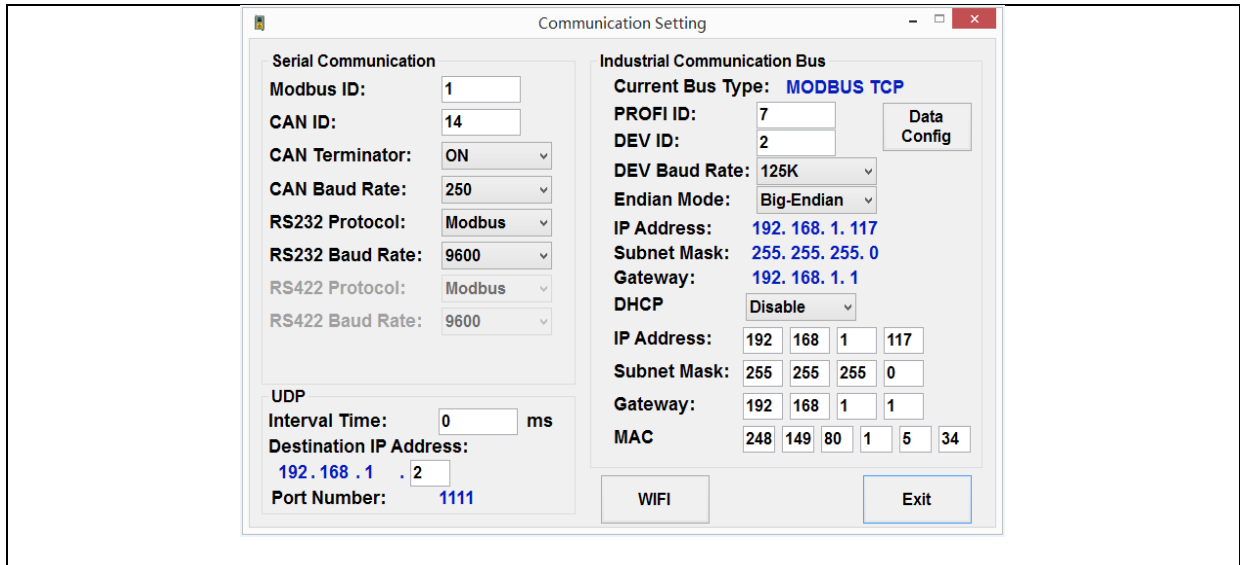 Communication Setting
Serial Communication
Modbus ID: 1
CAN ID: 14
CAN Terminator: ON
CAN Baud Rate: 250
RS232 Protocol: Modbus
RS232 Baud Rate: 9600
RS422 Protocol: Modbus
RS422 Baud Rate: 9600
UDP
Interval Time: 0 ms
Destination IP Address:
192.168 .1 . 2
Port Number: 1111
Industrial Communication Bus
Current Bus Type: MODBUS TCP
PROFI ID: 7
DEV ID: 2
Data
Config
DEV Baud Rate: 125K
Endian Mode: Big-Endian
IP Address: 192. 168. 1. 117
Subnet Mask: 255. 255. 255. 0
Gateway: 192. 168. 1. 1
DHCP Disable
IP Address: 192 168 1 117
Subnet Mask: 255 255 255 0
Gateway: 192 168 1 1
MAC 248 149 80 1 5 34
WIFI
Exit